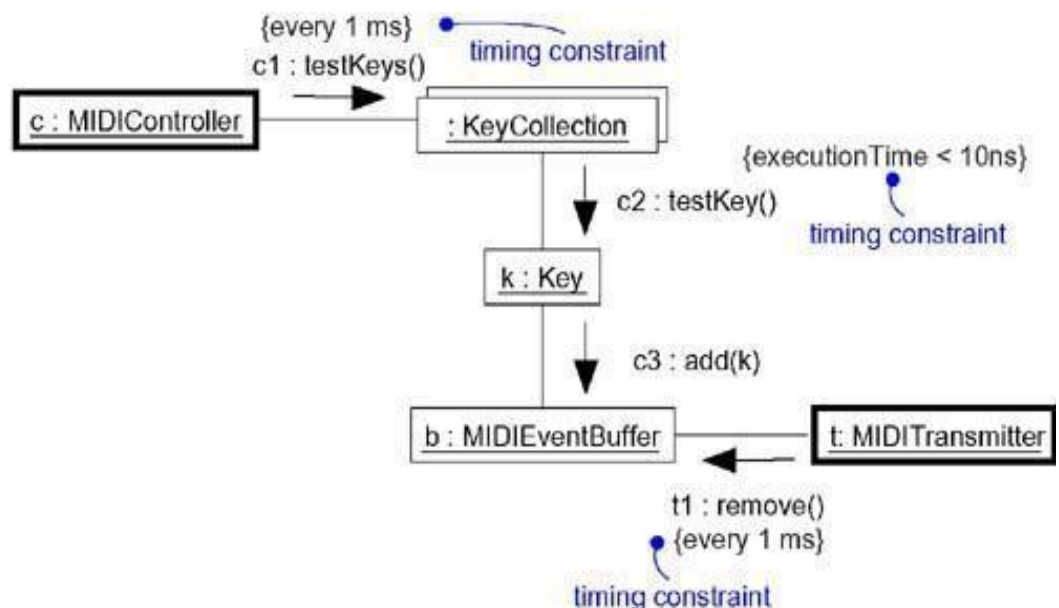 {every 1 ms}
timing constraint
c1 : testKeys()
c : MIDIController
: KeyCollection
{executionTime < 10ns}
c2 : testKey()
timing constraint
k : Key
c3 : add(k)
b : MIDIEventBuffer
t: MIDITransmitter
t1 : remove()
{every 1 ms}
timing constraint